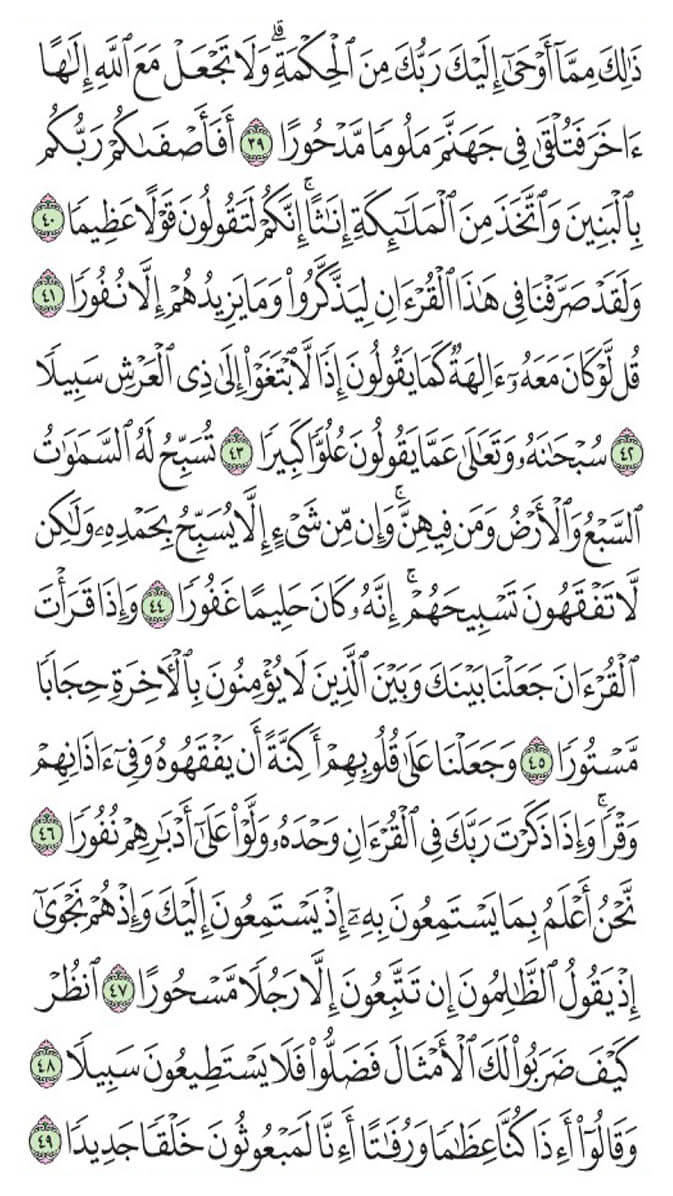 ذَٰلِكَ مِمَّآ أَوْحَىٰٓ إِلَيْكَ رَبُّكَ مِنَ ٱلْحِكْمَةِ ۗ وَلَا تَجْعَلْ مَعَ ٱللَّهِ إِلَٰهًا
ءَاخَرَ فَتُلْقَىٰ فِى جَهَنَّمَ مَلُومًا مَّدْحُورًا ٣٩ أَفَأَصْفَىٰكُمْ رَبُّكُم
بِٱلْبَنِينَ وَٱتَّخَذَ مِنَ ٱلْمَلَٰٓئِكَةِ إِنَٰثًا ۚ إِنَّكُمْ لَتَقُولُونَ قَوْلًا عَظِيمًا ٤٠
وَلَقَدْ صَرَّفْنَا فِى هَٰذَا ٱلْقُرْءَانِ لِيَذَّكَّرُوا۟ وَمَا يَزِيدُهُمْ إِلَّا نُفُورًا ٤١
قُل لَّوْ كَانَ مَعَهُۥٓ ءَالِهَةٌ كَمَا يَقُولُونَ إِذًا لَّٱبْتَغَوْا۟ إِلَىٰ ذِى ٱلْعَرْشِ سَبِيلًا
٤٢ سُبْحَٰنَهُۥ وَتَعَٰلَىٰ عَمَّا يَقُولُونَ عُلُوًّا كَبِيرًا ٤٣ تُسَبِّحُ لَهُ ٱلسَّمَٰوَٰتُ
ٱلسَّبْعُ وَٱلْأَرْضُ وَمَن فِيهِنَّ ۚ وَإِن مِّن شَىْءٍ إِلَّا يُسَبِّحُ بِحَمْدِهِۦ وَلَٰكِن
لَّا تَفْقَهُونَ تَسْبِيحَهُمْ ۗ إِنَّهُۥ كَانَ حَلِيمًا غَفُورًا ٤٤ وَإِذَا قَرَأْتَ
ٱلْقُرْءَانَ جَعَلْنَا بَيْنَكَ وَبَيْنَ ٱلَّذِينَ لَا يُؤْمِنُونَ بِٱلْءَاخِرَةِ حِجَابًا
مَّسْتُورًا ٤٥ وَجَعَلْنَا عَلَىٰ قُلُوبِهِمْ أَكِنَّةً أَن يَفْقَهُوهُ وَفِىٓ ءَاذَانِهِمْ
وَقْرًا ۚ وَإِذَا ذَكَرْتَ رَبَّكَ فِى ٱلْقُرْءَانِ وَحْدَهُۥ وَلَّوْا۟ عَلَىٰٓ أَدْبَٰرِهِمْ نُفُورًا ٤٦
نَّحْنُ أَعْلَمُ بِمَا يَسْتَمِعُونَ بِهِۦٓ إِذْ يَسْتَمِعُونَ إِلَيْكَ وَإِذْ هُمْ نَجْوَىٰٓ
إِذْ يَقُولُ ٱلظَّٰلِمُونَ إِن تَتَّبِعُونَ إِلَّا رَجُلًا مَّسْحُورًا ٤٧ ٱنظُرْ
كَيْفَ ضَرَبُوا۟ لَكَ ٱلْأَمْثَالَ فَضَلُّوا۟ فَلَا يَسْتَطِيعُونَ سَبِيلًا ٤٨
وَقَالُوٓا۟ أَءِذَا كُنَّا عِظَٰمًا وَرُفَٰتًا أَءِنَّا لَمَبْعُوثُونَ خَلْقًا جَدِيدًا ٤٩